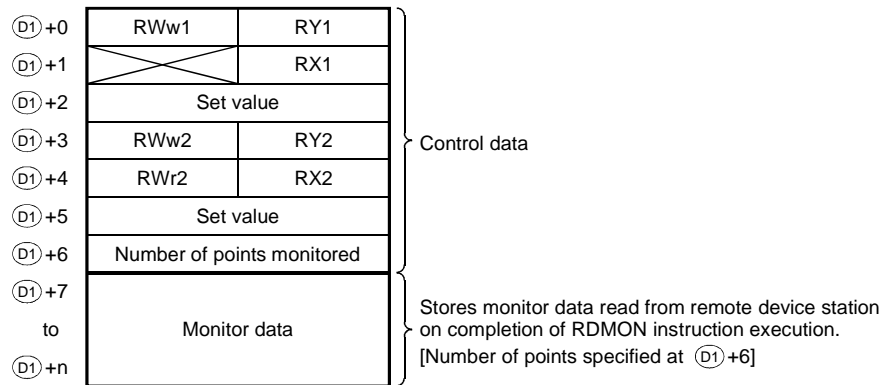 D1 +0 RWw1 RY1
D1 +1 RX1
D1 +2 Set value
D1 +3 RWw2 RY2
Control data
D1 +4 RWr2 RX2
D1 +5 Set value
D1 +6 Number of points monitored
D1 +7
to Monitor data
D1 +n
Stores monitor data read from remote device station
on completion of RDMON instruction execution.
[Number of points specified at D1 +6]